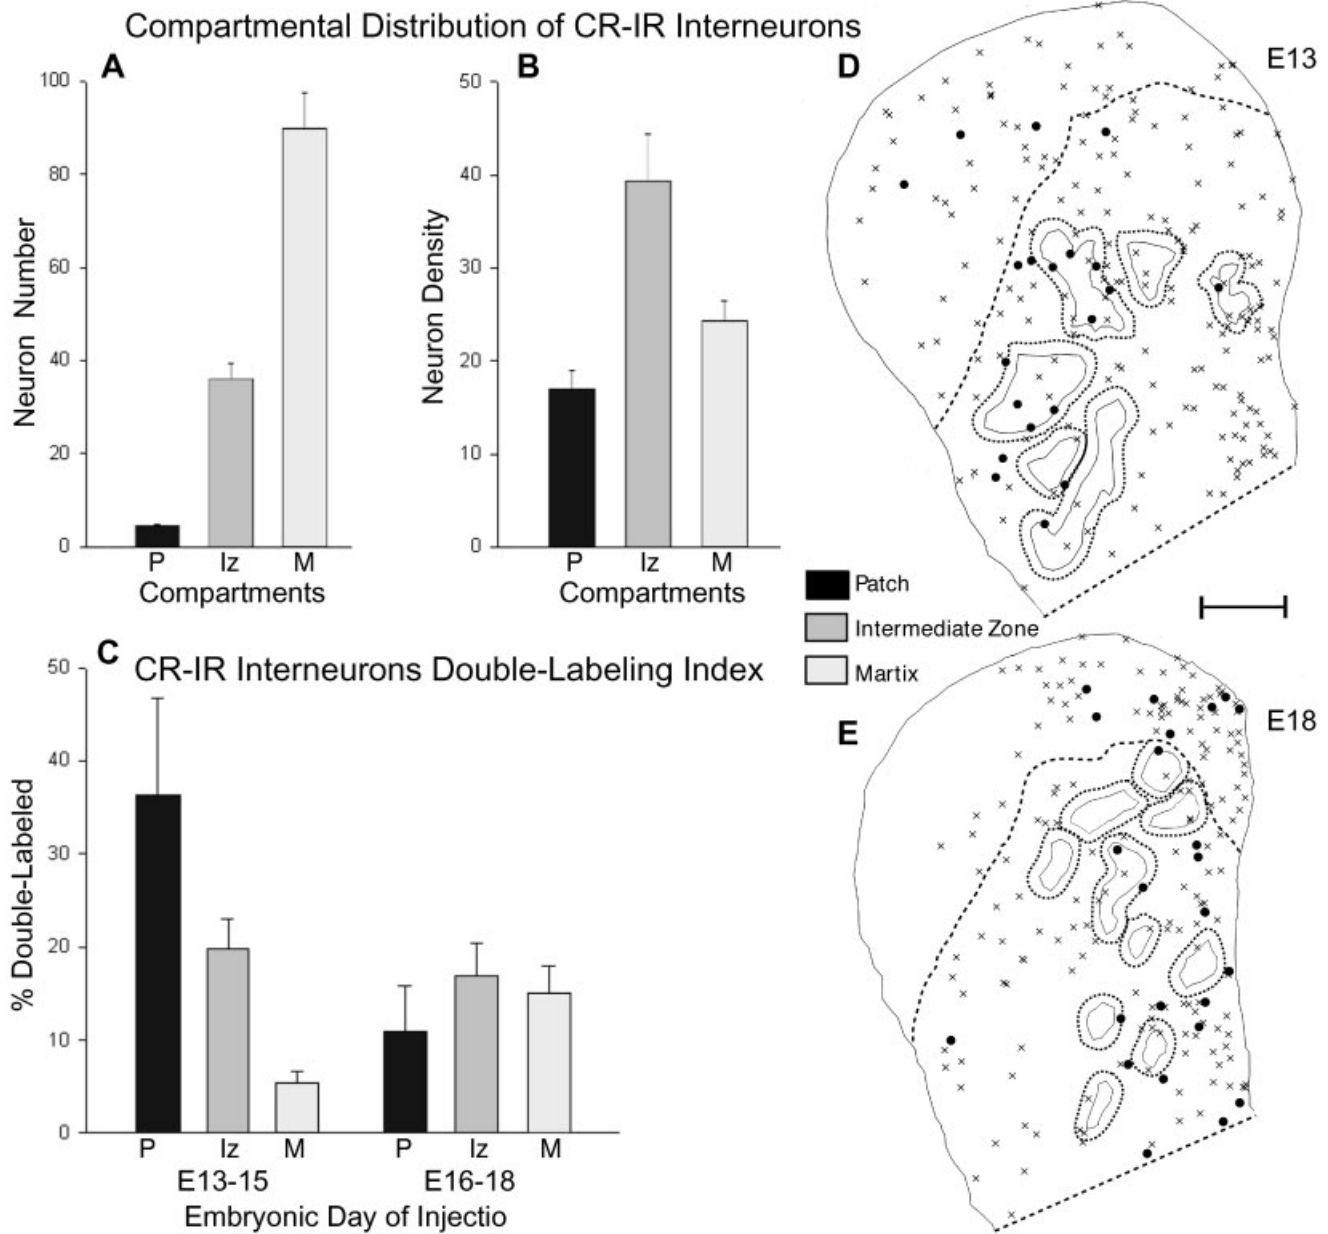 Compartmental Distribution of CR-IR Interneurons
A
100
80
60
40
20
0
Neuron Number
P Iz M
Compartments
B
50
40
30
20
10
0
Neuron Density
P Iz M
Compartments
D
E13
Patch
Intermediate Zone
Martix
C CR-IR Interneurons Double-Labeling Index
50
40
30
20
10
0
% Double-Labeled
P Iz M P Iz M
E13-15 E16-18
Embryonic Day of Injectio
E
E18